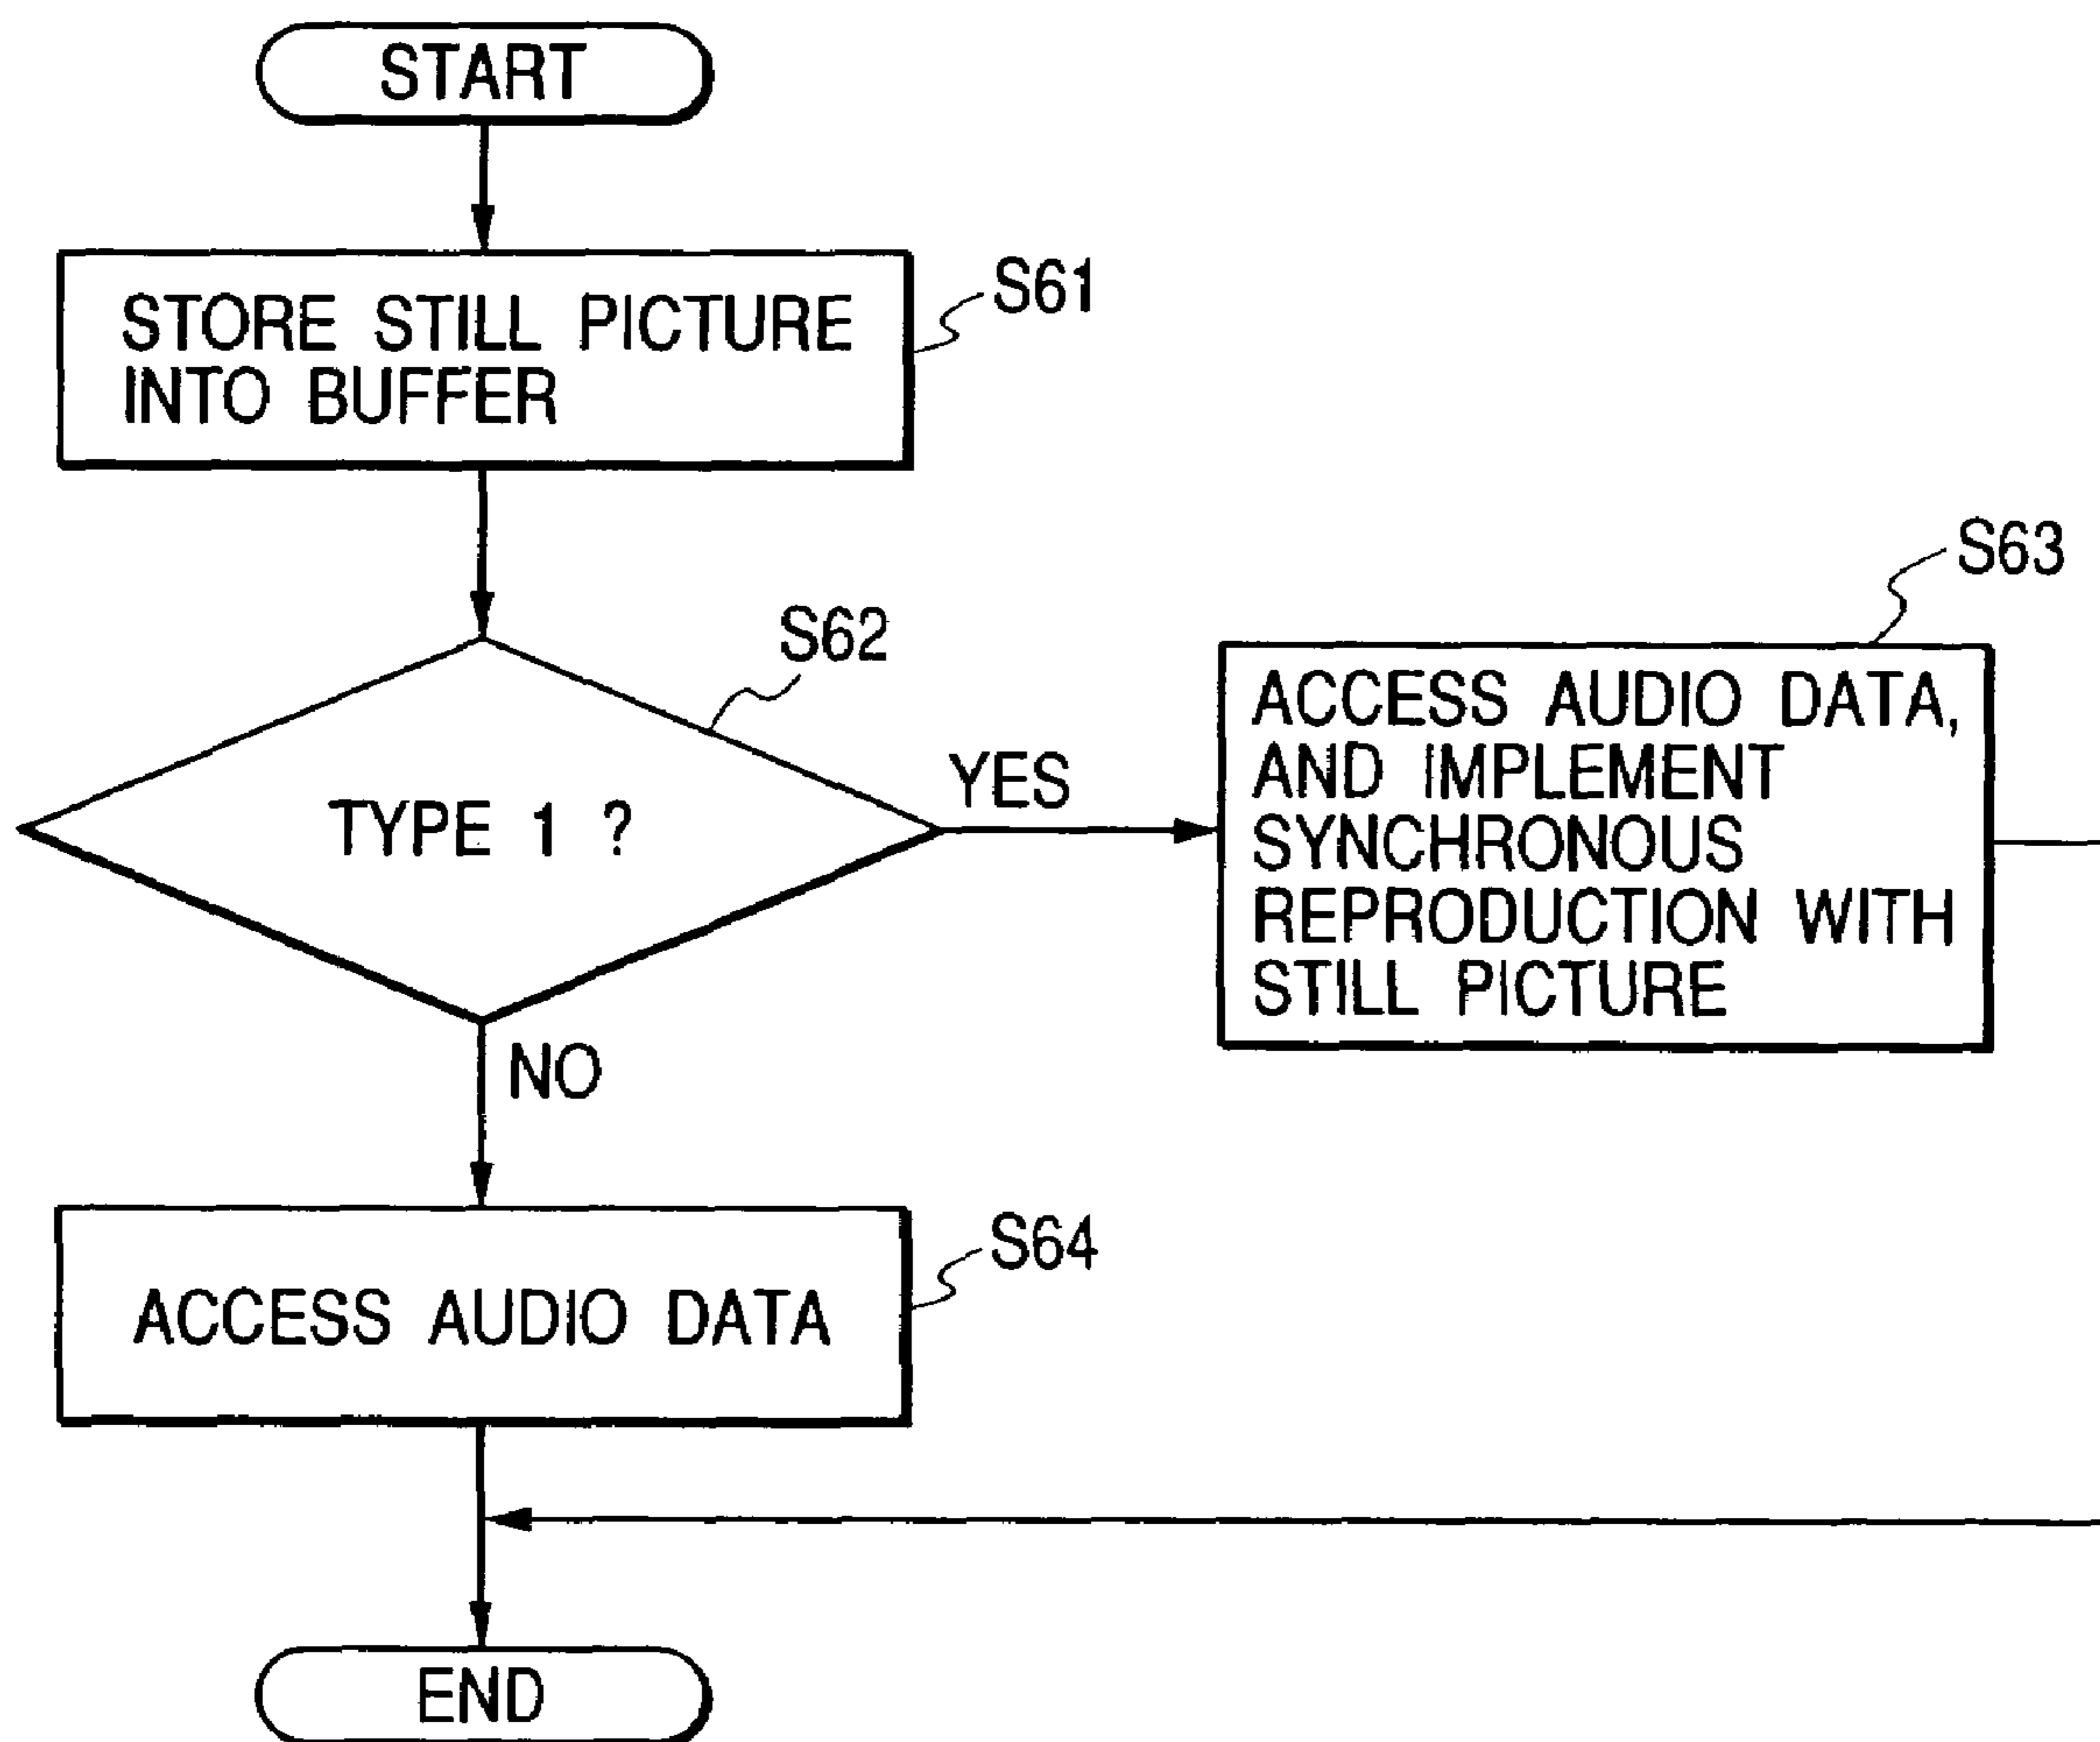 START
STORE STILL PICTURE
INTO BUFFER
S61
S62
TYPE 1 ?
YES
S63
ACCESS AUDIO DATA,
AND IMPLEMENT
SYNCHRONOUS
REPRODUCTION WITH
STILL PICTURE
NO
S64
ACCESS AUDIO DATA
END